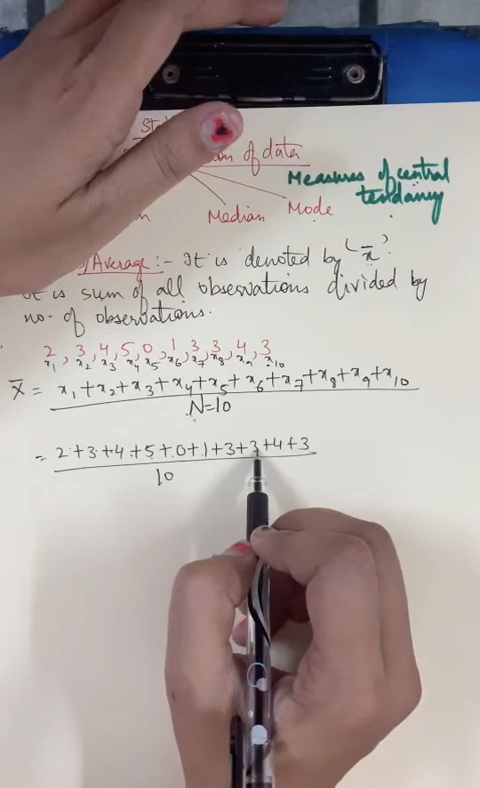 of data
Measures of central
tendancy
Median Mode
/Average :- It is denoted by (x̄)
It is sum of all observations divided by
no. of observations.
2, 3, 4, 5, 0, 1, 3, 3, 4, 3
x₁ x₂ x₃ x₄ x₅ x₆ x₇ x₈ x₉ x₁₀
X̄ = x₁+x₂+x₃+x₄+x₅+x₆+x₇+x₈+x₉+x₁₀
N=10
= 2+3+4+5+0+1+3+3+4+3
10